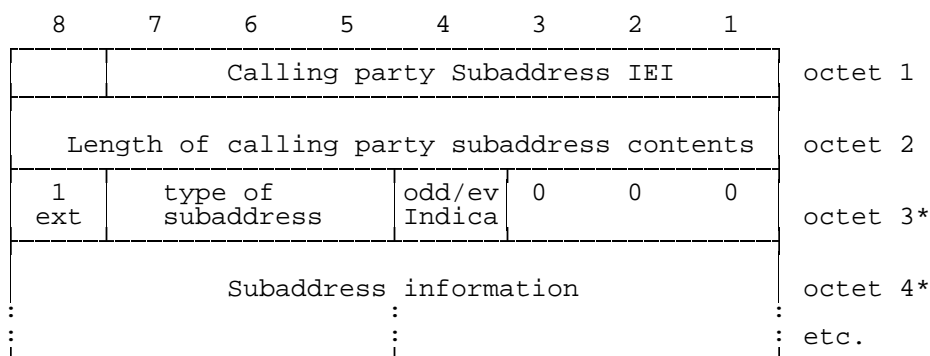 8 7 6 5 4 3 2 1
Calling party Subaddress IEI octet 1
Length of calling party subaddress contents octet 2
1 type of odd/ev 0 0 0
ext subaddress Indica octet 3*
Subaddress information octet 4*
: : :
: : : etc.